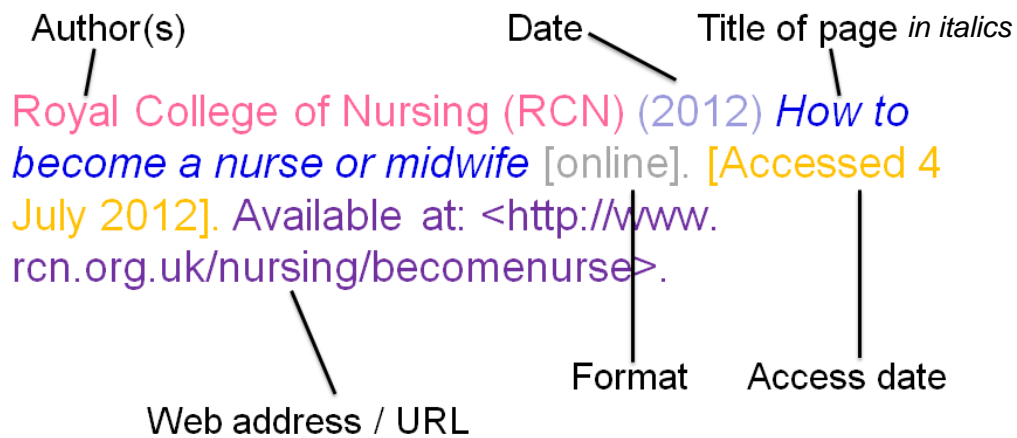 Author(s) Date Title of page in italics
Royal College of Nursing (RCN) (2012) How to
become a nurse or midwife [online]. [Accessed 4
July 2012]. Available at: <http://www.
rcn.org.uk/nursing/becomenurse>.
Format Access date
Web address / URL